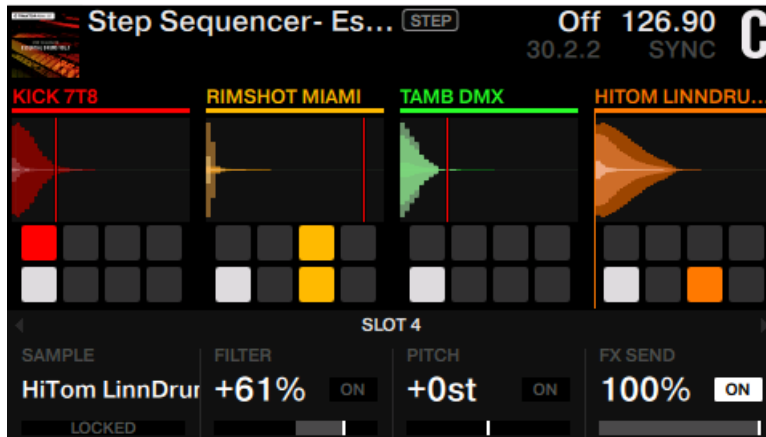 Step Sequencer- Es... STEP Off 126.90 C
30.2.2 SYNC
KICK 7T8 RIMSHOT MIAMI TAMB DMX HITOM LINNDRU...
SLOT 4
SAMPLE FILTER PITCH FX SEND
HiTom LinnDrur +61% ON +0st ON 100% ON
LOCKED